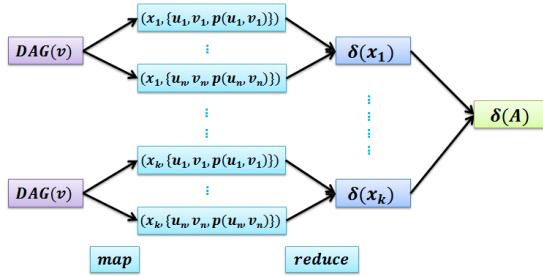 (x₁,{u₁,v₁,p(u₁,v₁)})
DAG(v)
δ(x₁)
(x₁,{uₙ,vₙ,p(uₙ,vₙ)})
δ(A)
(xₖ,{u₁,v₁,p(u₁,v₁)})
DAG(v)
δ(xₖ)
(xₖ,{uₙ,vₙ,p(uₙ,vₙ)})
map
reduce